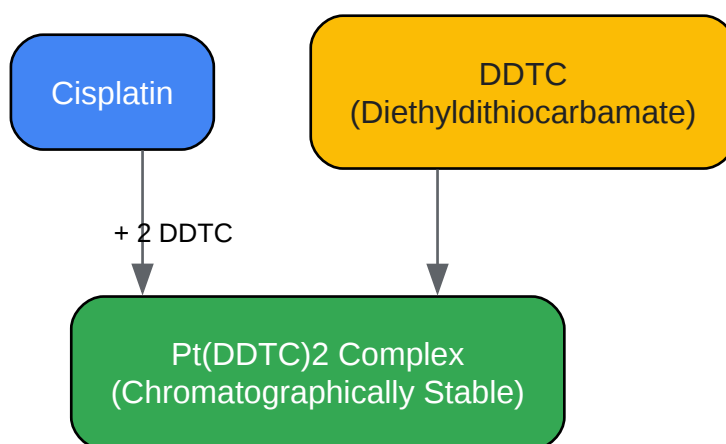 Cisplatin
DDTC
(Diethyldithiocarbamate)
+ 2 DDTC
Pt(DDTC)2 Complex
(Chromatographically Stable)